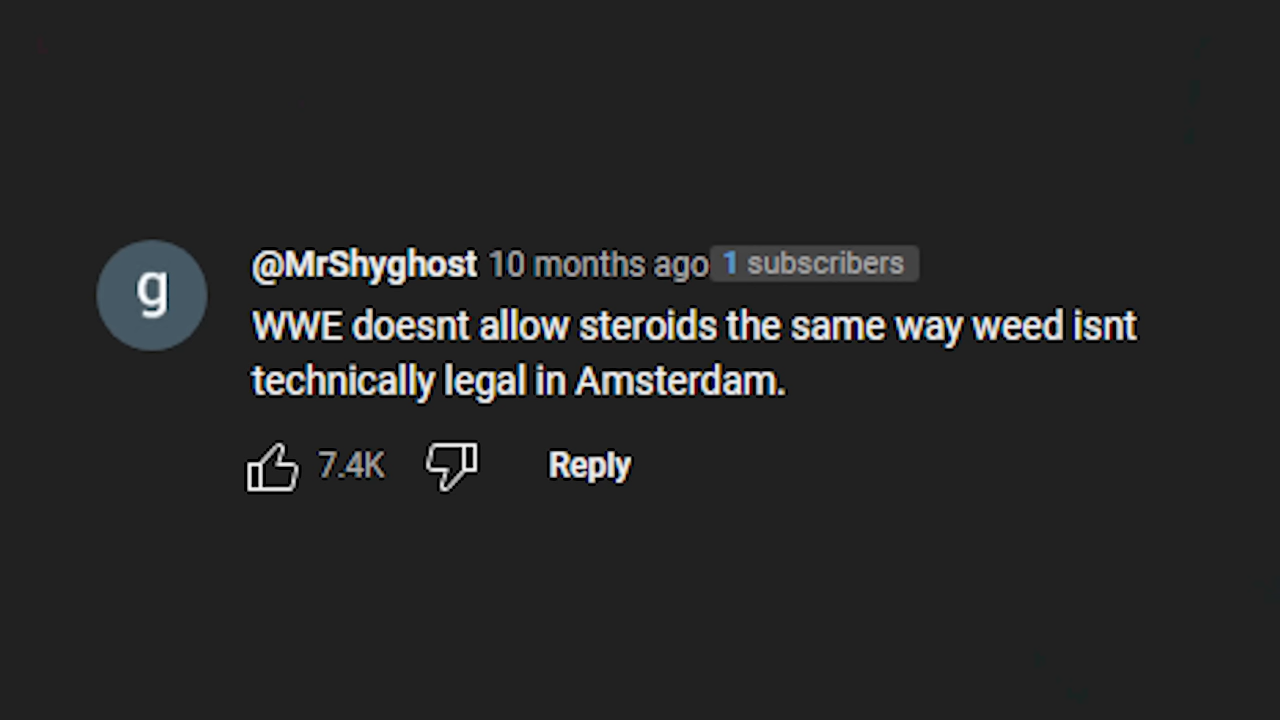 g
@MrShyghost 10 months ago 1 subscribers
WWE doesnt allow steroids the same way weed isnt
technically legal in Amsterdam.
7.4K Reply